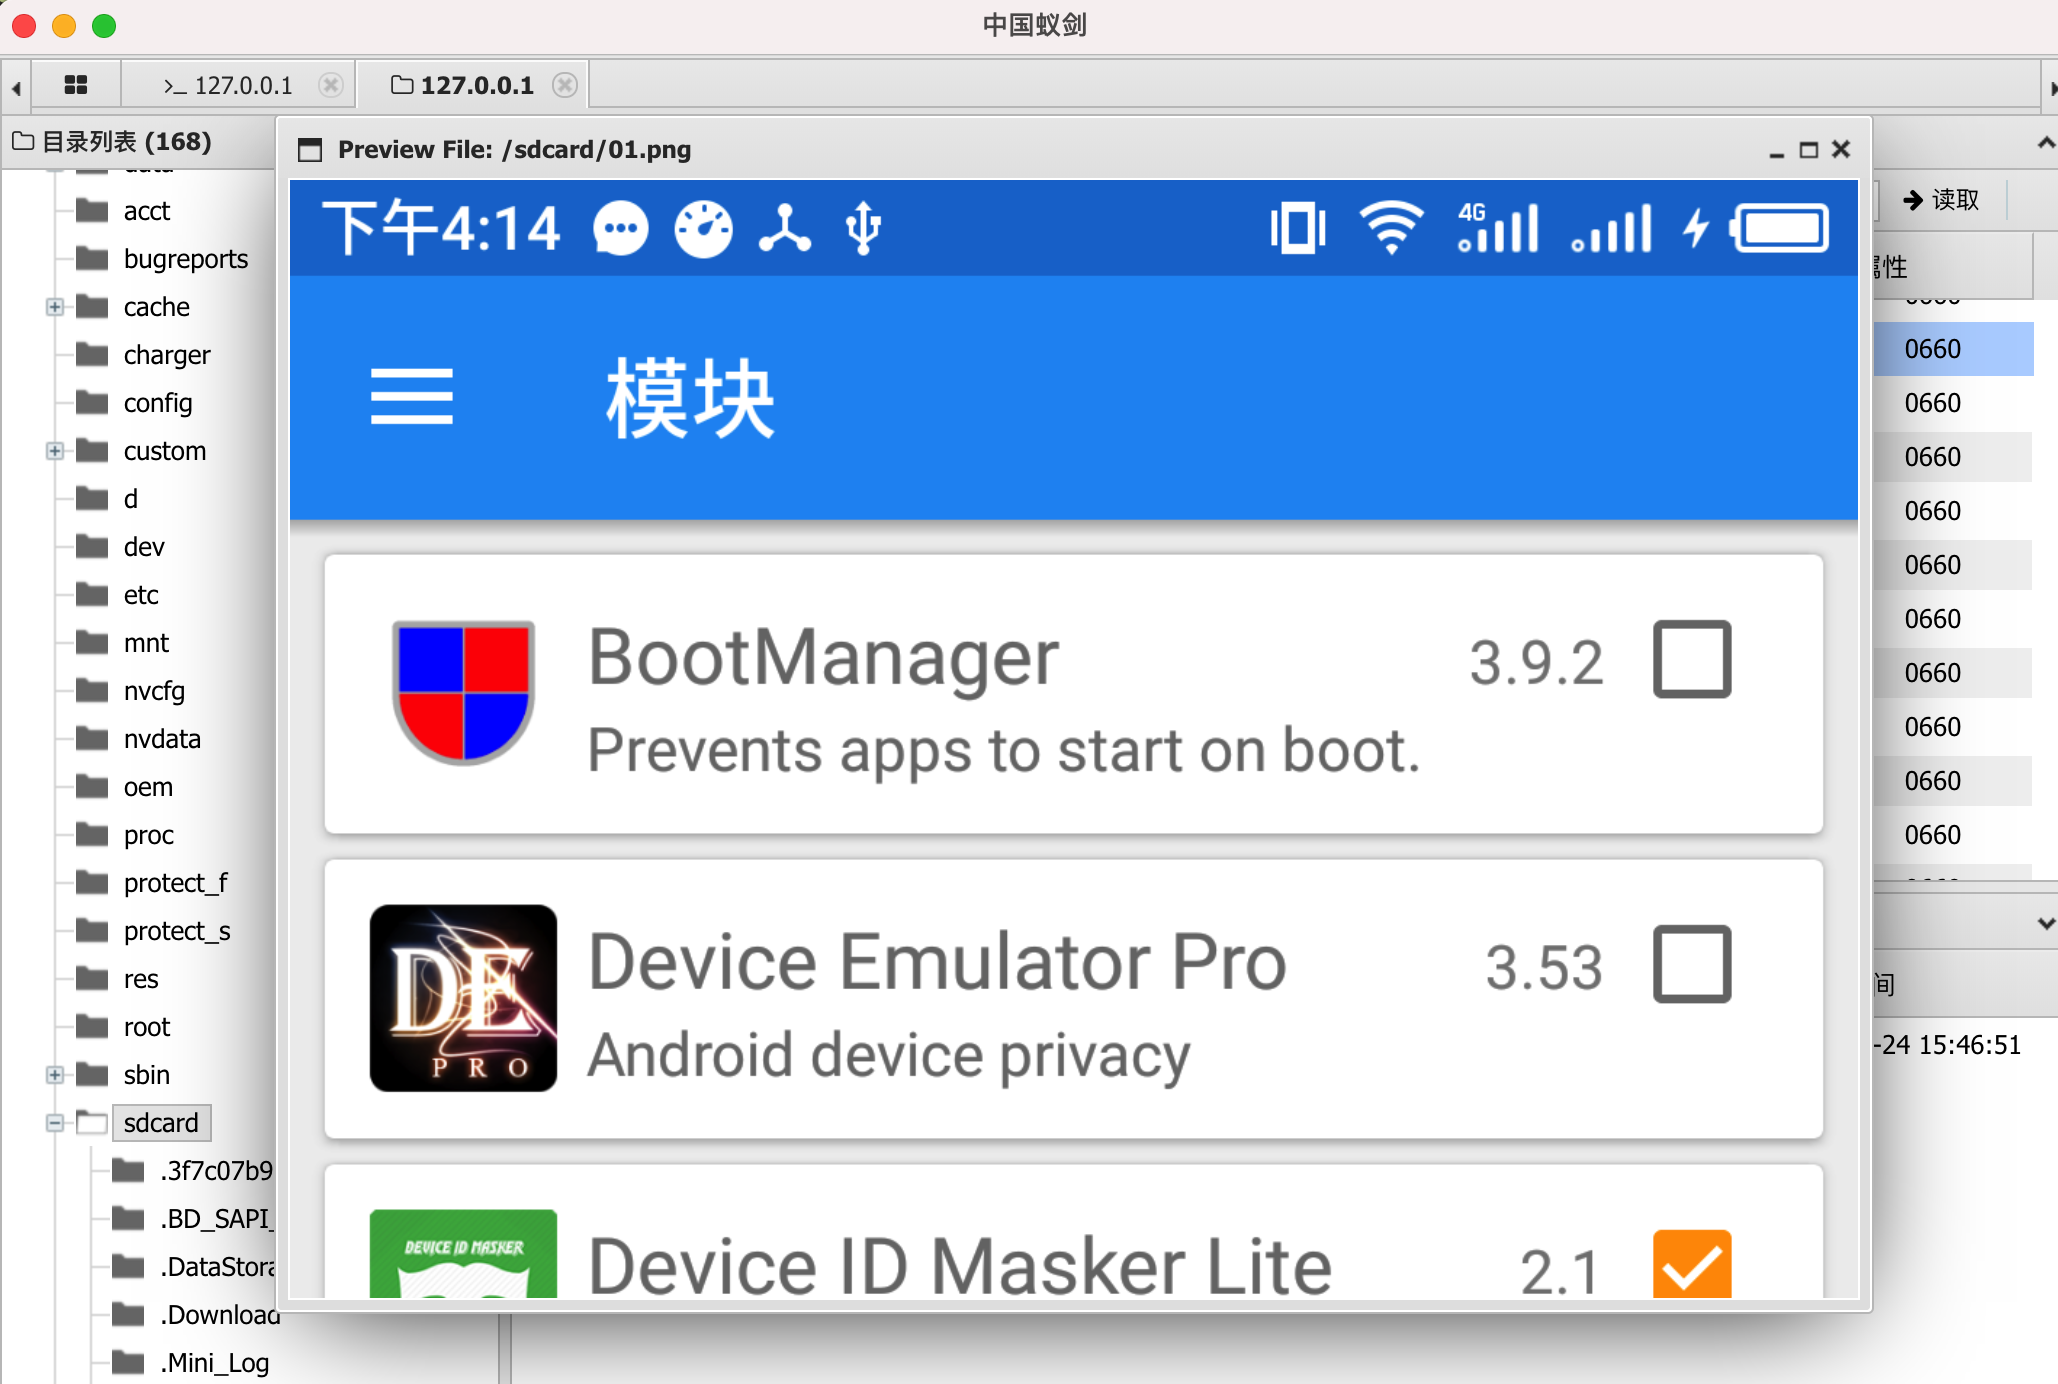 中国蚁剑
127.0.0.1
127.0.0.1
目录列表 (168)
acct
bugreports
cache
charger
config
custom
d
dev
etc
mnt
nvcfg
nvdata
oem
proc
protect_f
protect_s
res
root
sbin
sdcard
.3f7c07b9
.BD_SAPI_
.DataStora
.Download
.Mini_Log
Preview File: /sdcard/01.png
下午4:14
4G
模块
BootManager
3.9.2
Prevents apps to start on boot.
Device Emulator Pro
3.53
Android device privacy
DE
PRO
DEVICE ID MASKER
Device ID Masker Lite
2.1
读取
属性
0660
0660
0660
0660
0660
0660
0660
0660
0660
0660
间
-24 15:46:51